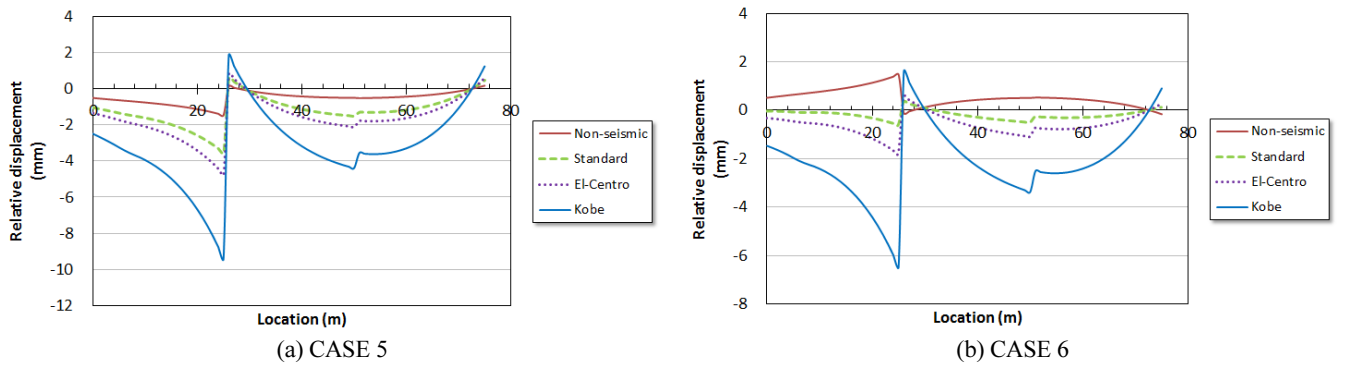 4
2
0
-2
-4
-6
-8
-10
-12
0
20
40
60
80
Relative displacement
(mm)
Location (m)
Non-seismic
Standard
El-Centro
Kobe
(a) CASE 5
4
2
0
-2
-4
-6
-8
0
20
40
60
80
Relative displacement
(mm)
Location (m)
Non-seismic
Standard
El-Centro
Kobe
(b) CASE 6